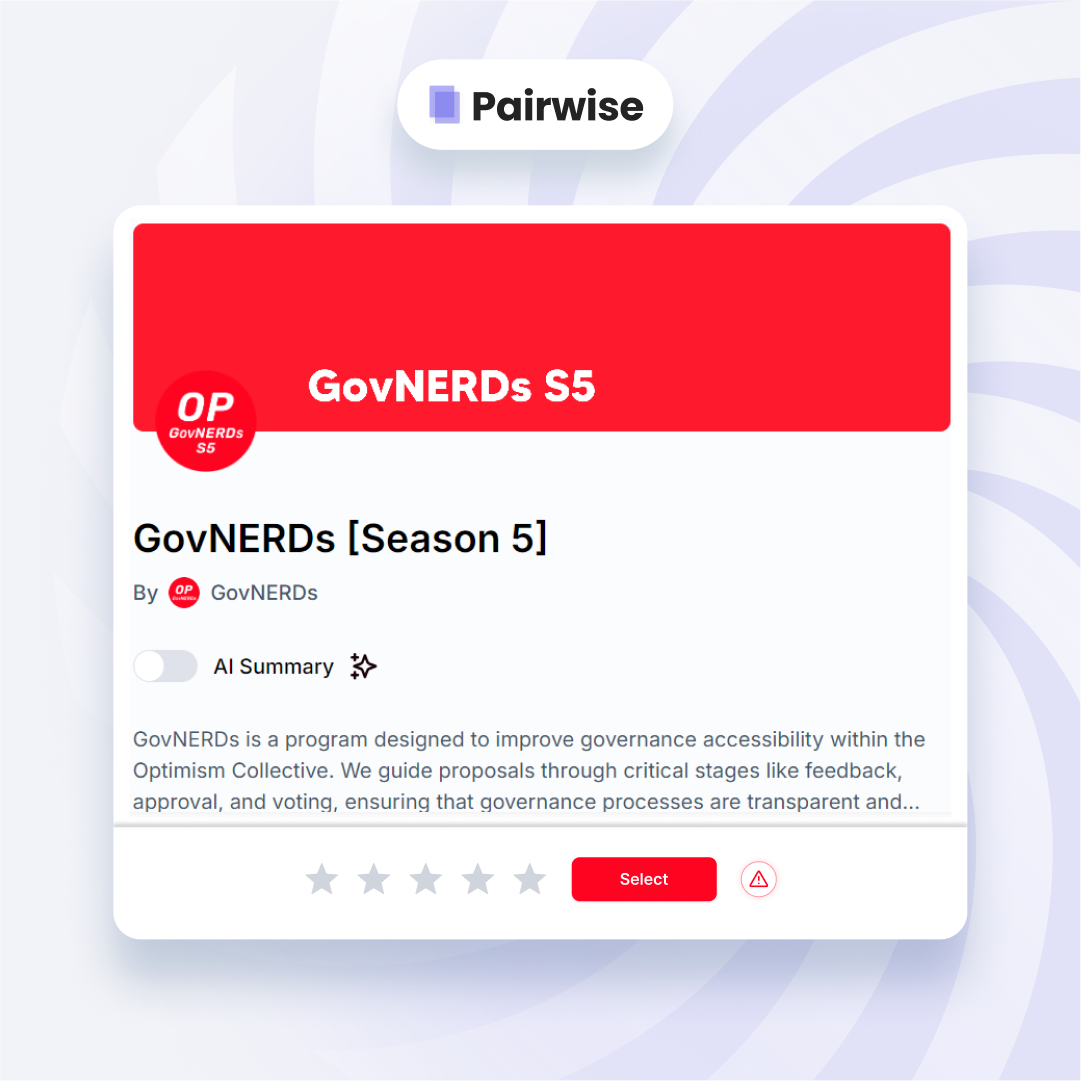 Pairwise
GovNERDs S5
OP
GovNERDs
S5
GovNERDs [Season 5]
By OP GovNERDs
AI Summary
GovNERDs is a program designed to improve governance accessibility within the
Optimism Collective. We guide proposals through critical stages like feedback,
approval, and voting, ensuring that governance processes are transparent and...
Select